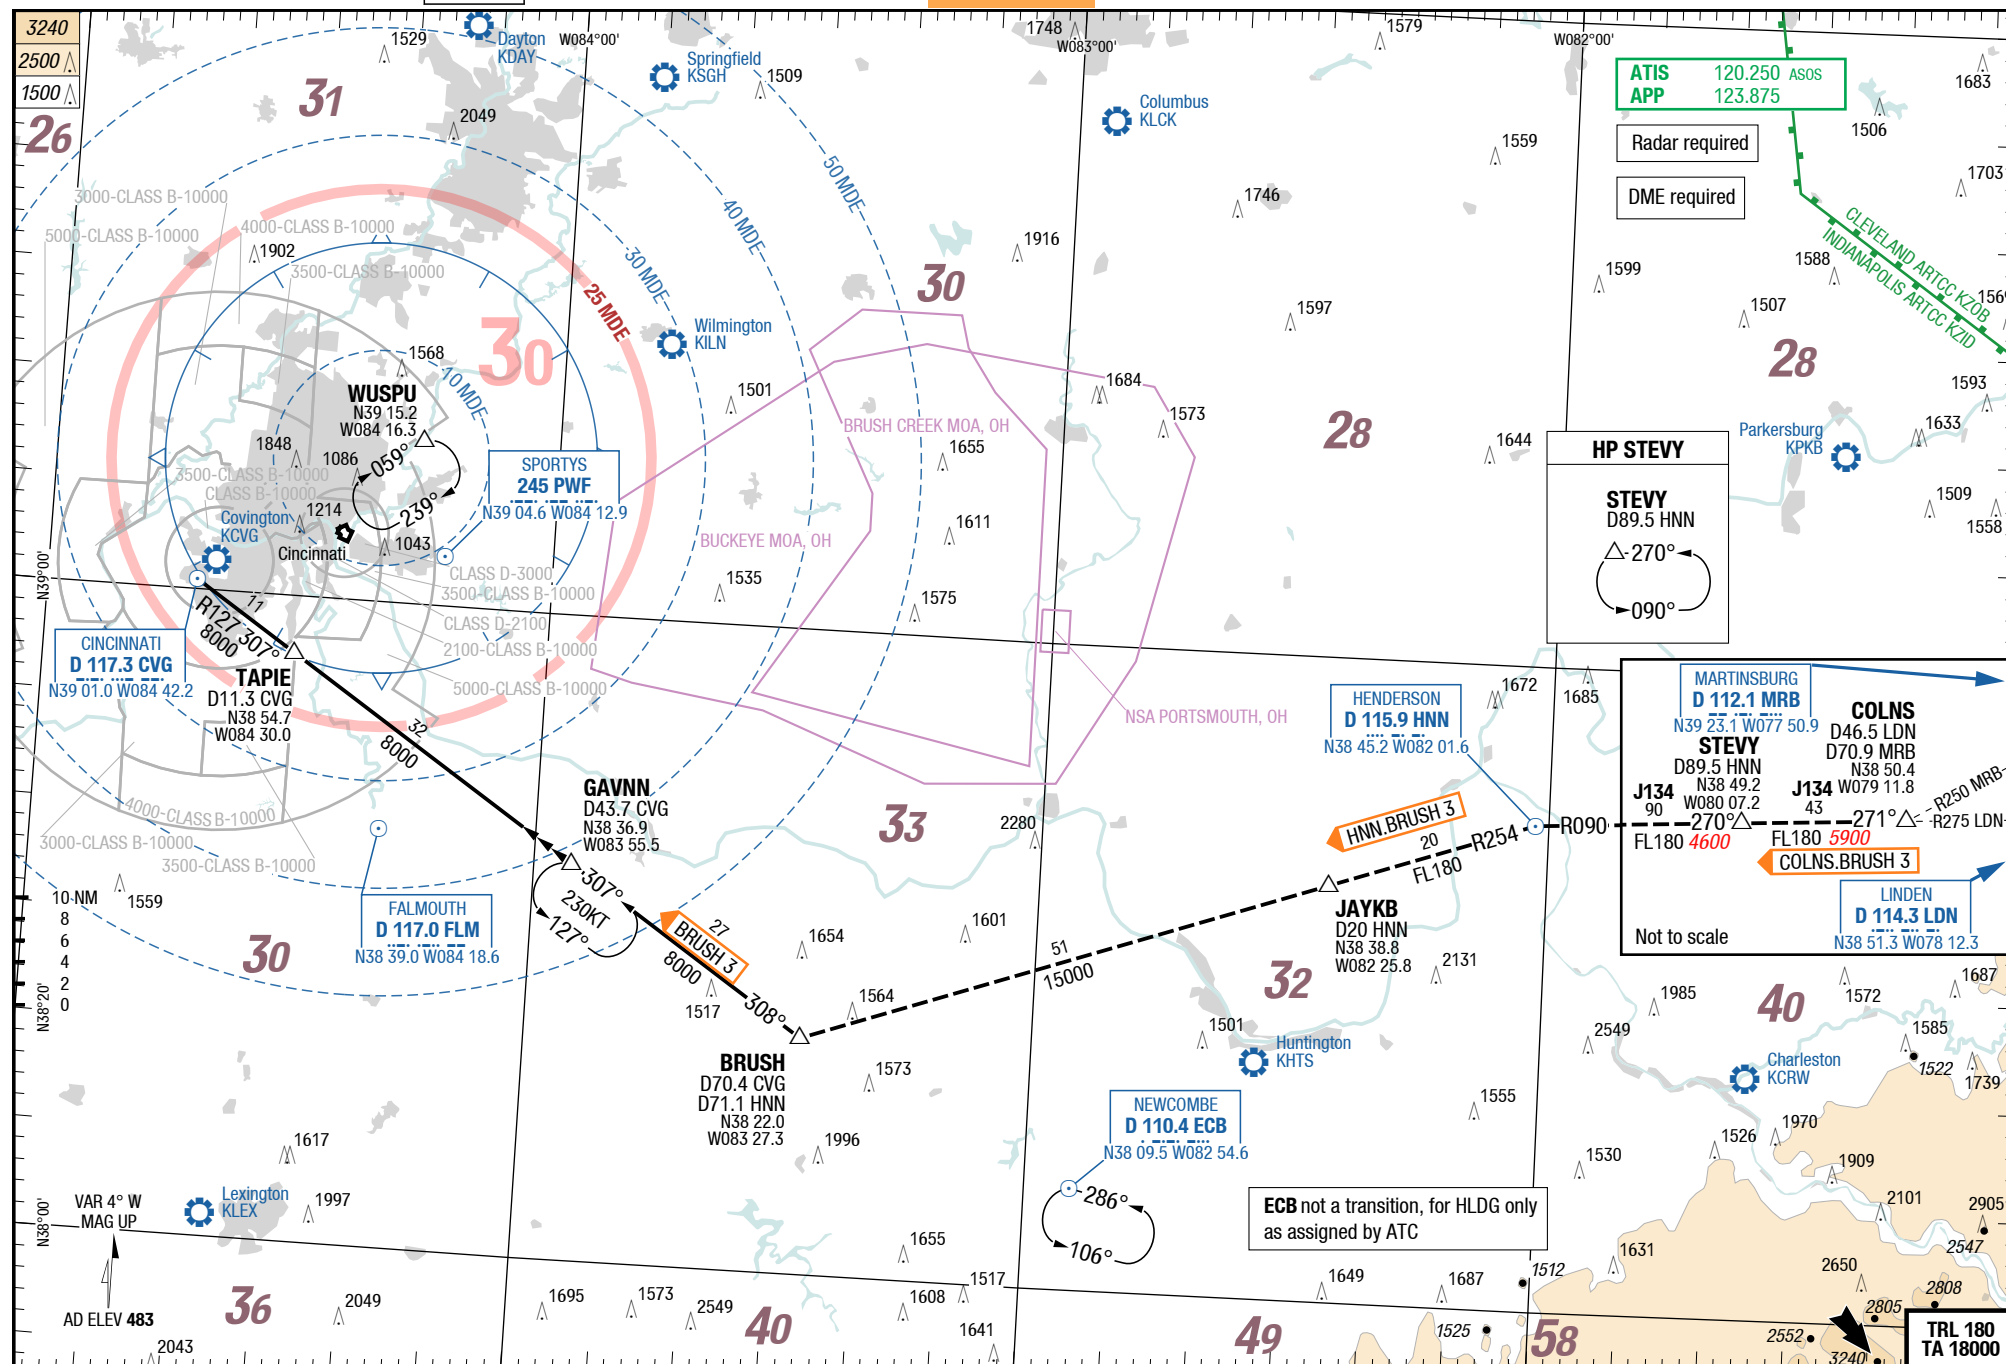 3240
2500
1500
26
31
1529
Dayton
KDAY
W084°00'
Springfield
KSGH
1509
2049
1748
W083°00'
1579
W082°00'
Columbus
KLCK
ATIS 120.250 ASOS
APP 123.875
1683
1506
Radar required
1559
1703
DME required
1746
CLEVELAND ARTCC KZOB
INDIANAPOLIS ARTCC KZID
3000-CLASS B-10000
5000-CLASS B-10000
4000-CLASS B-10000
3500-CLASS B-10000
1902
50 MDE
40 MDE
30 MDE
25 MDE
10 MDE
1916
30
1599
1588
1507
1597
Wilmington
KILN
30
1568
28
1593
WUSPU
N39 15.2
W084 16.3
1501
1684
1573
28
1848
1086
059°
239°
BRUSH CREEK MOA, OH
1655
1644
Parkersburg
KPKB
1633
HP STEVY
STEVY
D89.5 HNN
270°
090°
1509
1558
3500-CLASS B-10000
CLASS B-10000
SPORTYS
245 PWF
N39 04.6 W084 12.9
1214
Covington
KCVG
Cincinnati
1043
1611
BUCKEYE MOA, OH
N39°00'
CLASS D-3000
3500-CLASS B-10000
1535
1575
CLASS D-2100
2100-CLASS B-10000
5000-CLASS B-10000
11
R127 307°
8000
CINCINNATI
D 117.3 CVG
N39 01.0 W084 42.2
TAPIE
D11.3 CVG
N38 54.7
W084 30.0
32
8000
NSA PORTSMOUTH, OH
1672
1685
HENDERSON
D 115.9 HNN
N38 45.2 W082 01.6
MARTINSBURG
D 112.1 MRB
N39 23.1 W077 50.9
COLNS
D46.5 LDN
D70.9 MRB
N38 50.4
W079 11.8
STEVY
D89.5 HNN
N38 49.2
W080 07.2
J134
90
270°
FL180 4600
J134
43
271°
FL180 5900
R250 MRB
R275 LDN
COLNS.BRUSH 3
LINDEN
D 114.3 LDN
N38 51.3 W078 12.3
Not to scale
GAVNN
D43.7 CVG
N38 36.9
W083 55.5
33
2280
HNN.BRUSH 3
20
R254
FL180
R090
4000-CLASS B-10000
3000-CLASS B-10000
3500-CLASS B-10000
10 NM
8
6
4
2
0
1559
307°
230KT
127°
FALMOUTH
D 117.0 FLM
N38 39.0 W084 18.6
30
27
BRUSH 3
8000
308°
1654
1601
JAYKB
D20 HNN
N38 38.8
W082 25.8
51
15000
32
2131
1687
1572
1985
40
N38°20'
1517
1564
1501
2549
1585
1522
Huntington
KHTS
Charleston
KCRW
1739
BRUSH
D70.4 CVG
D71.1 HNN
N38 22.0
W083 27.3
1573
NEWCOMBE
D 110.4 ECB
N38 09.5 W082 54.6
1555
1970
1526
1617
1996
1530
1909
VAR 4° W
MAG UP
Lexington
KLEX
1997
286°
106°
ECB not a transition, for HLDG only
as assigned by ATC
2101
2905
2547
N38°00'
1655
1631
1512
2650
2808
1517
1649
1687
36
AD ELEV 483
2049
1695
1573
2549
1608
40
1641
49
1525
58
2805
2552
3240
TRL 180
TA 18000
2043